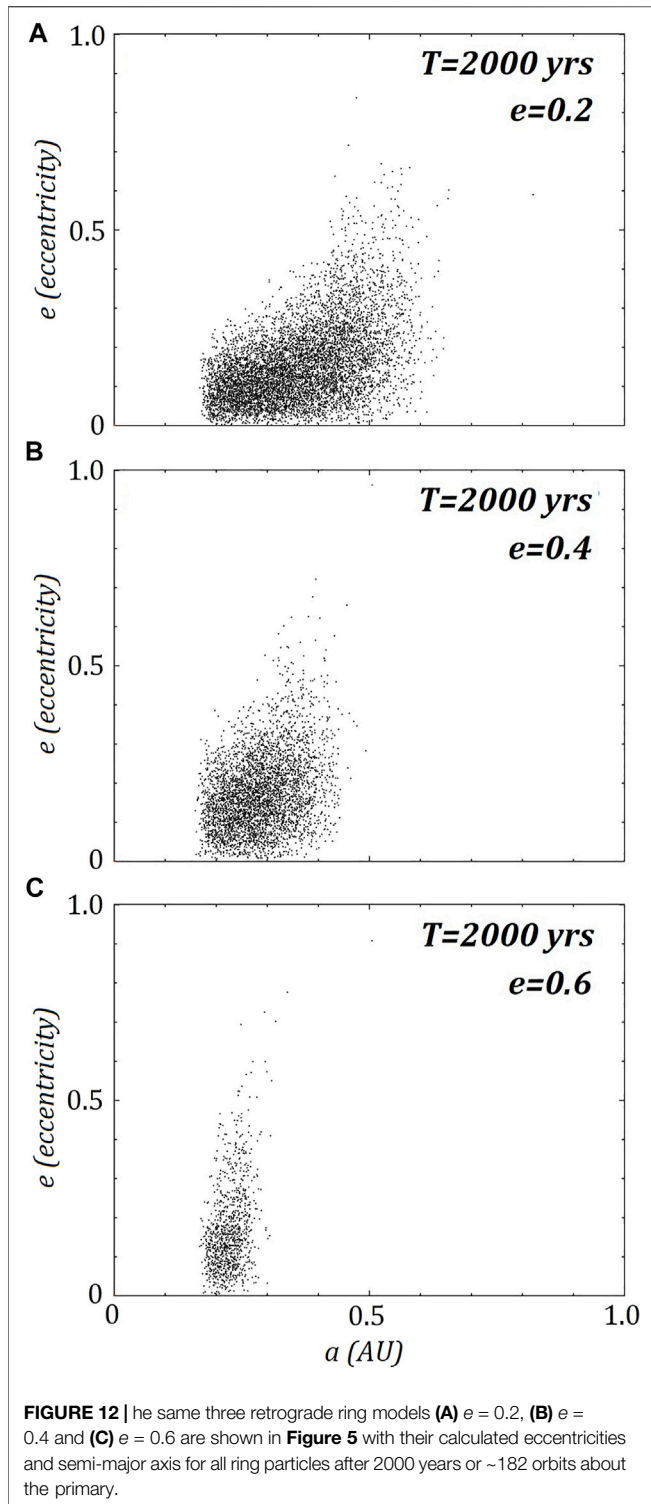 A
T=2000 yrs
e=0.2
1.0
0.5
0
e (eccentricity)
B
T=2000 yrs
e=0.4
1.0
0.5
0
e (eccentricity)
C
T=2000 yrs
e=0.6
1.0
0.5
0
e (eccentricity)
0 0.5 1.0
a (AU)
FIGURE 12 | he same three retrograde ring models (A) e = 0.2, (B) e =
0.4 and (C) e = 0.6 are shown in Figure 5 with their calculated eccentricities
and semi-major axis for all ring particles after 2000 years or ~182 orbits about
the primary.